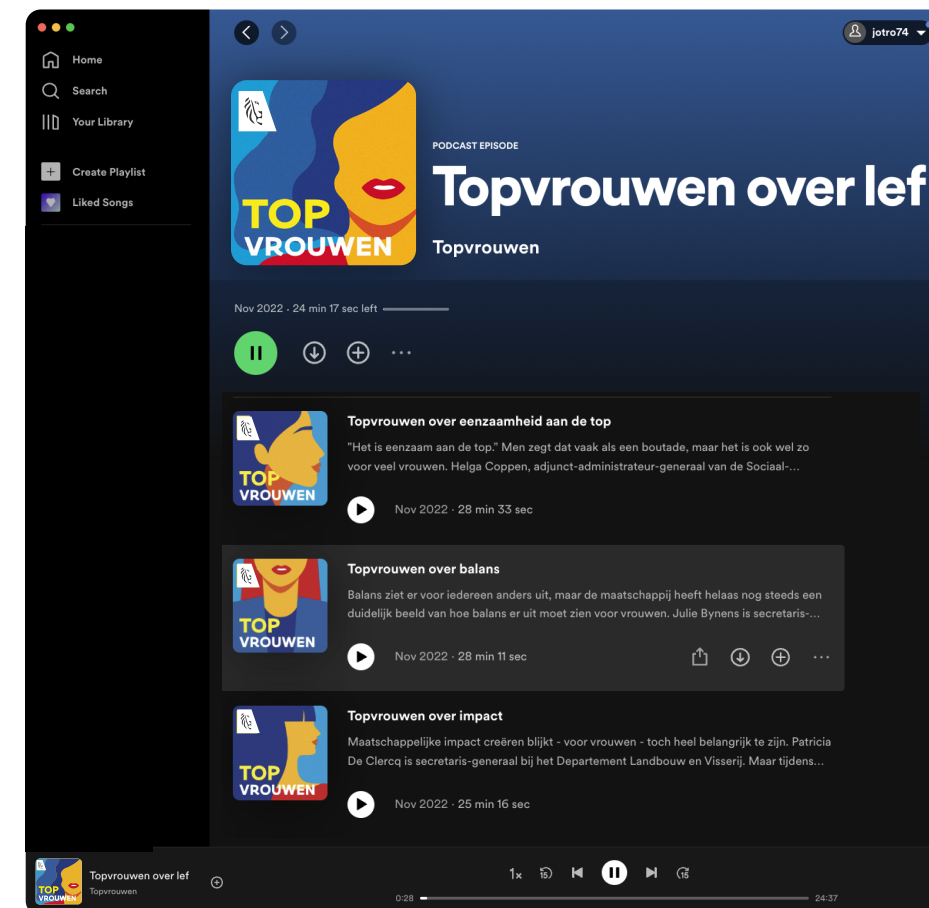 jotro74
Home
Search
Your Library
Create Playlist
Liked Songs
TOP
VROUWEN
PODCAST EPISODE
Topvrouwen over lef
Topvrouwen
Nov 2022 · 24 min 17 sec left
TOP
VROUWEN
Topvrouwen over eenzaamheid aan de top
"Het is eenzaam aan de top." Men zegt dat vaak als een boutade, maar het is ook wel zo
voor veel vrouwen. Helga Coppen, adjunct-administrateur-generaal van de Sociaal-...
Nov 2022 · 28 min 33 sec
TOP
VROUWEN
Topvrouwen over balans
Balans ziet er voor iedereen anders uit, maar de maatschappij heeft helaas nog steeds een
duidelijk beeld van hoe balans er uit moet zien voor vrouwen. Julie Bynens is secretaris-...
Nov 2022 · 28 min 11 sec
TOP
VROUWEN
Topvrouwen over impact
Maatschappelijke impact creëren blijkt - voor vrouwen - toch heel belangrijk te zijn. Patricia
De Clercq is secretaris-generaal bij het Departement Landbouw en Visserij. Maar tijdens...
Nov 2022 · 25 min 16 sec
TOP
VROUWEN
Topvrouwen over lef
Topvrouwen
1x
15
15
0:28
24:37